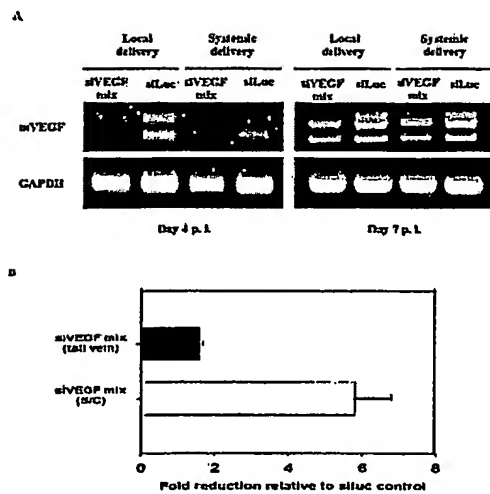 A
Local delivery Systemic delivery Local delivery Systemic delivery
siVEGF mix siLuc siVEGF mix siLuc siVEGF mix siLuc siVEGF mix siLuc
mVEGF
GAPDH
Day 4 p. i. Day 7 p. i.
B
siVEGF mix
(tail vein)
siVEGF mix
(S/C)
0 2 4 6 8
Fold reduction relative to siluc control